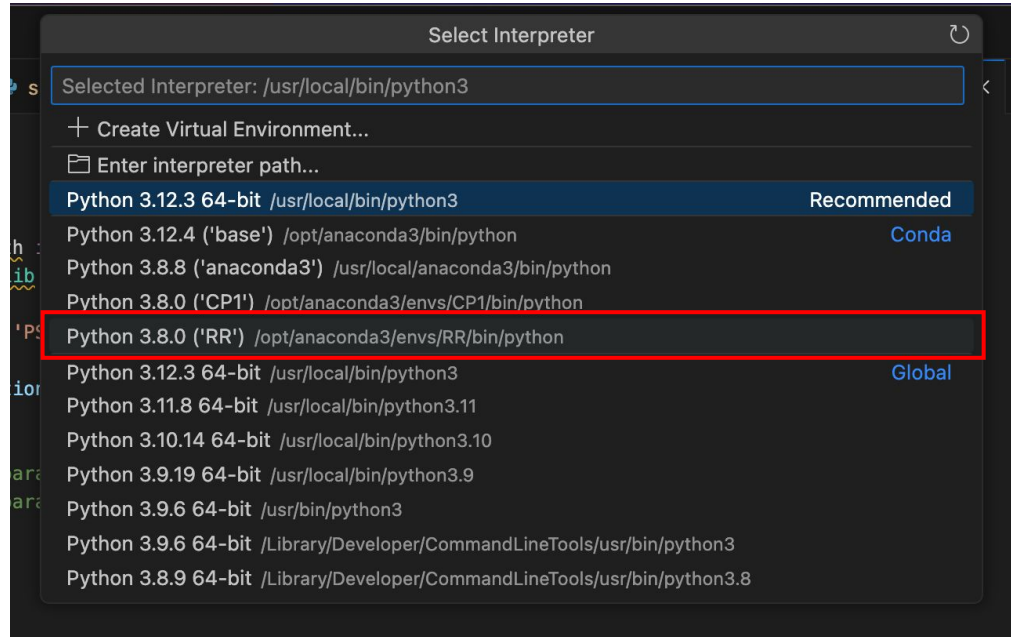 Select Interpreter
s
Selected Interpreter: /usr/local/bin/python3
Create Virtual Environment...
Enter interpreter path...
Python 3.12.3 64-bit /usr/local/bin/python3 Recommended
Python 3.12.4 ('base') /opt/anaconda3/bin/python Conda
h
Python 3.8.8 ('anaconda3') /usr/local/anaconda3/bin/python
ib
Python 3.8.0 ('CP1') /opt/anaconda3/envs/CP1/bin/python
'PS
Python 3.8.0 ('RR') /opt/anaconda3/envs/RR/bin/python
Python 3.12.3 64-bit /usr/local/bin/python3 Global
tion
Python 3.11.8 64-bit /usr/local/bin/python3.11
Python 3.10.14 64-bit /usr/local/bin/python3.10
para
Python 3.9.19 64-bit /usr/local/bin/python3.9
para
Python 3.9.6 64-bit /usr/bin/python3
Python 3.9.6 64-bit /Library/Developer/CommandLineTools/usr/bin/python3
Python 3.8.9 64-bit /Library/Developer/CommandLineTools/usr/bin/python3.8